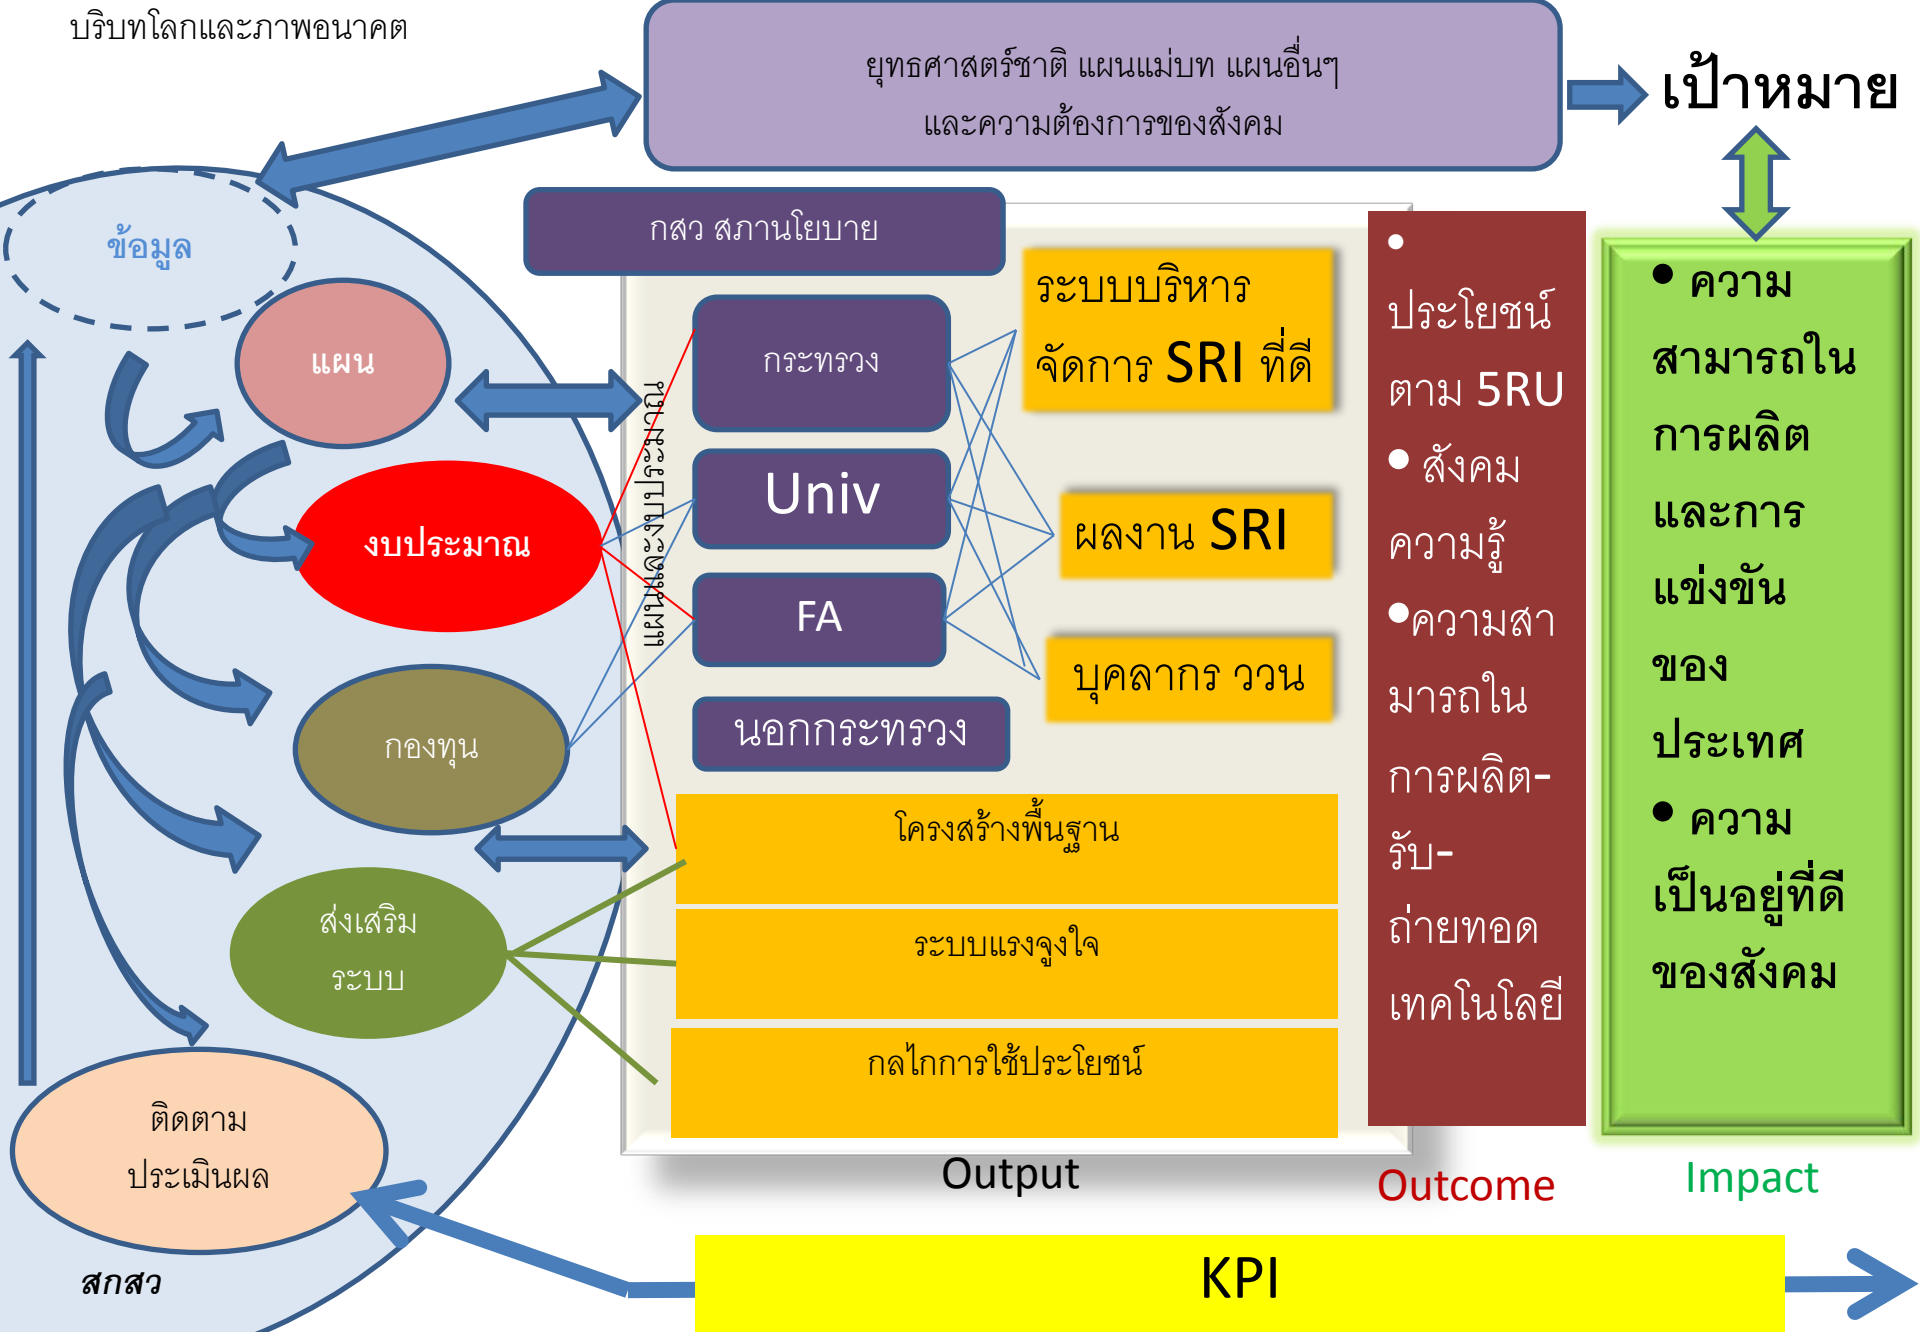 บริบทโลกและภาพอนาคต
ยุทธศาสตร์ชาติ แผนแม่บท แผนอื่นๆ
และความต้องการของสังคม
เป้าหมาย
ข้อมูล
แผน
งบประมาณ
กองทุน
ส่งเสริม
ระบบ
ติดตาม
ประเมินผล
สกสว
กสว สภานโยบาย
แผนและงบประมาณ
กระทรวง
Univ
FA
นอกกระทรวง
ระบบบริหาร
จัดการ SRI ที่ดี
ผลงาน SRI
บุคลากร ววน
โครงสร้างพื้นฐาน
ระบบแรงจูงใจ
กลไกการใช้ประโยชน์
Output
•
ประโยชน์
ตาม 5RU
• สังคม
ความรู้
•ความสา
มารถใน
การผลิต-
รับ-
ถ่ายทอด
เทคโนโลยี
Outcome
• ความ
สามารถใน
การผลิต
และการ
แข่งขัน
ของ
ประเทศ
• ความ
เป็นอยู่ที่ดี
ของสังคม
Impact
KPI